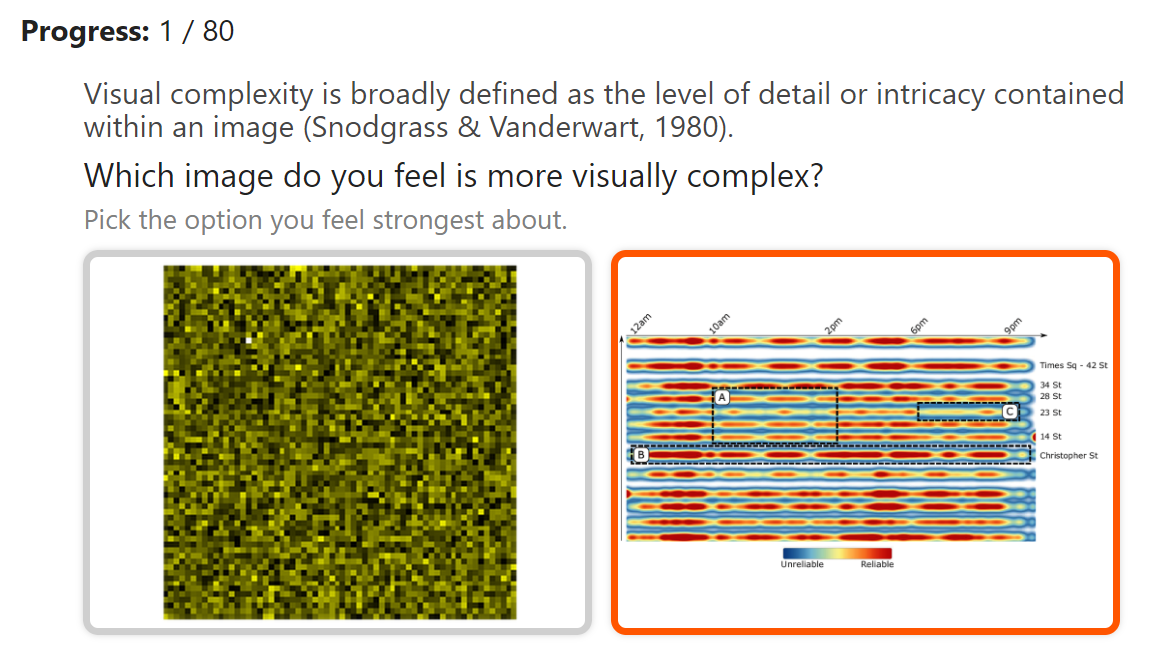 Progress: 1 / 80
Visual complexity is broadly defined as the level of detail or intricacy contained
within an image (Snodgrass & Vanderwart, 1980).
Which image do you feel is more visually complex?
Pick the option you feel strongest about.
12am
10am
2pm
6pm
9pm
Times Sq - 42 St
34 St
A
28 St
C
23 St
14 St
B
Christopher St
Unreliable
Reliable